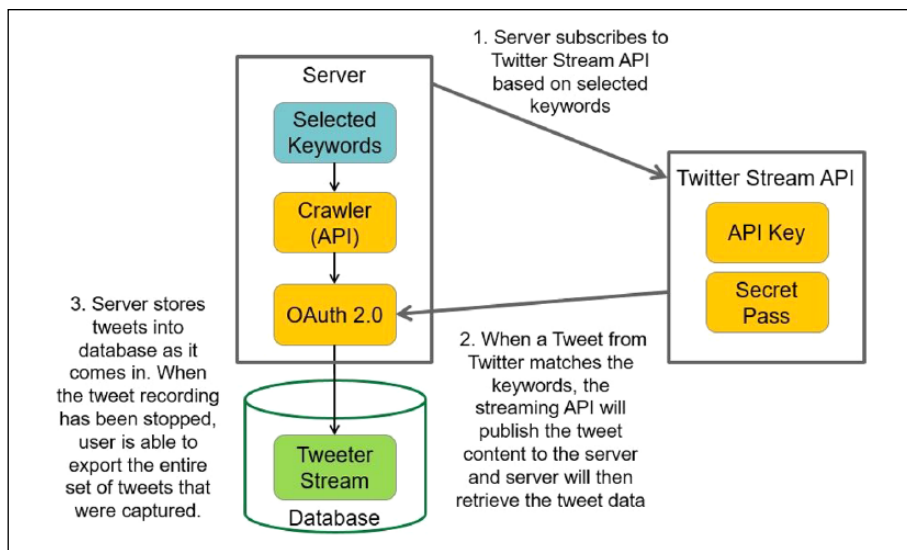 1. Server subscribes to
Twitter Stream API
based on selected
keywords
Server
Selected
Keywords
Crawler
(API)
OAuth 2.0
Twitter Stream API
API Key
Secret
Pass
2. When a Tweet from
Twitter matches the
keywords, the
streaming API will
publish the tweet
content to the server
and server will then
retrieve the tweet data
3. Server stores
tweets into
database as it
comes in. When
the tweet recording
has been stopped,
user is able to
export the entire
set of tweets that
were captured.
Tweeter
Stream
Database